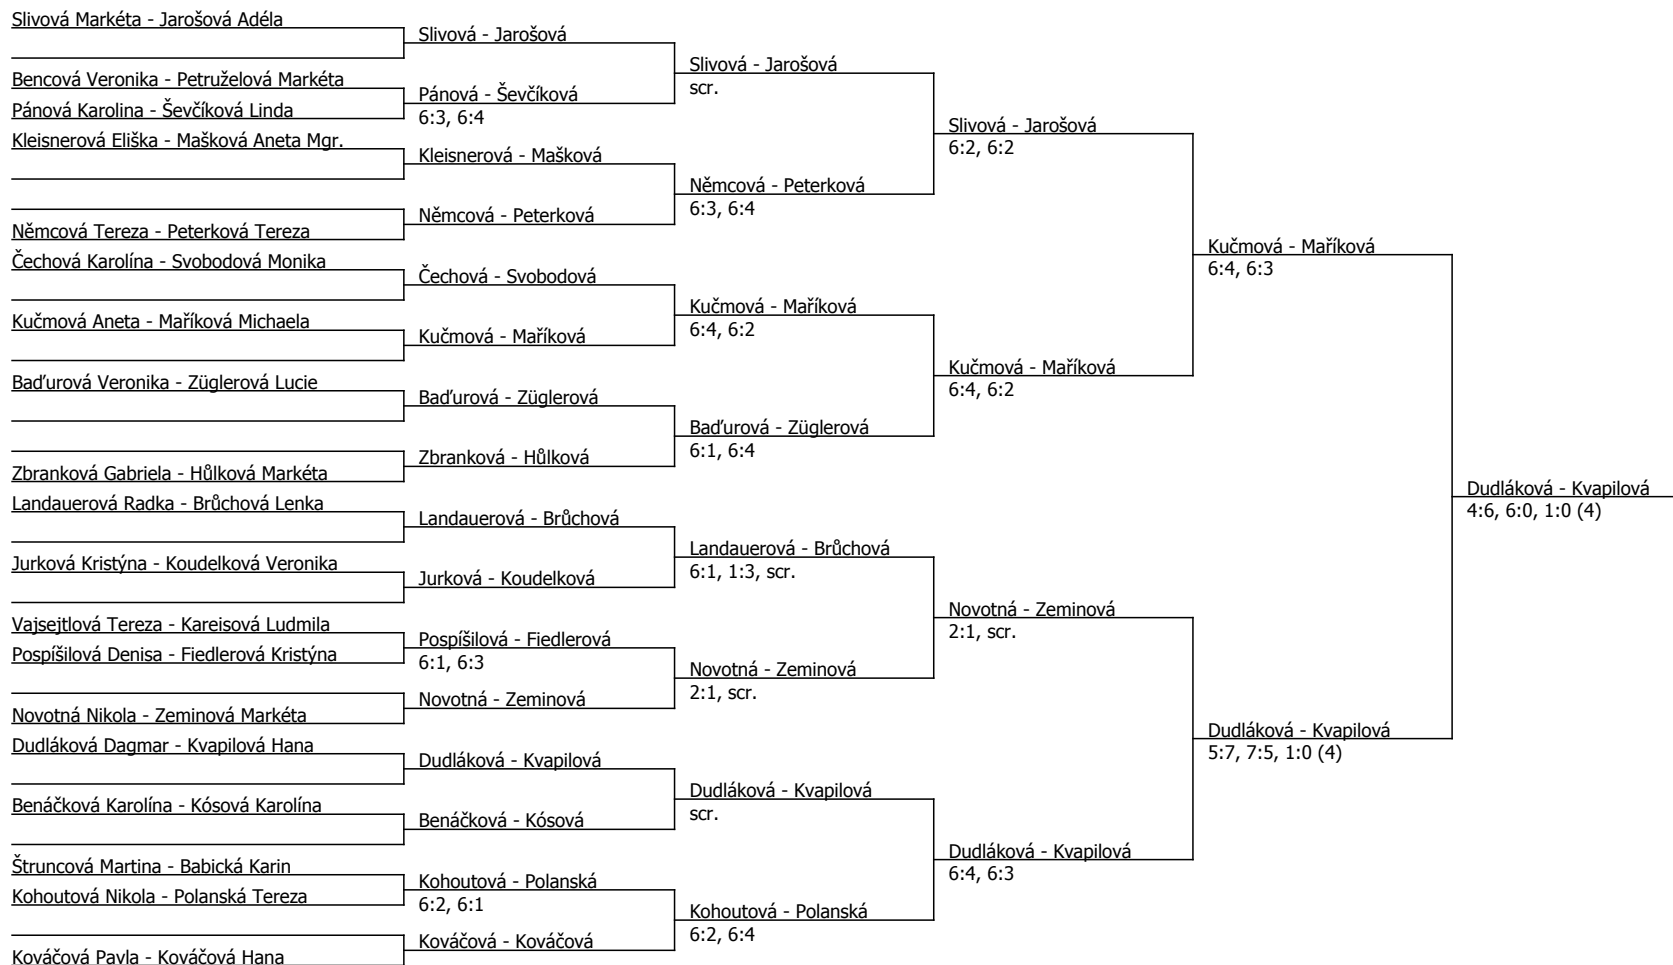 Slivová Markéta - Jarošová Adéla
Bencová Veronika - Petruželová Markéta
Pánová Karolina - Ševčíková Linda
Kleisnerová Eliška - Mašková Aneta Mgr.
Němcová Tereza - Peterková Tereza
Čechová Karolína - Svobodová Monika
Kučmová Aneta - Maříková Michaela
Baďurová Veronika - Züglerová Lucie
Zbranková Gabriela - Hůlková Markéta
Landauerová Radka - Brůchová Lenka
Jurková Kristýna - Koudelková Veronika
Vajsejtlová Tereza - Kareisová Ludmila
Pospíšilová Denisa - Fiedlerová Kristýna
Novotná Nikola - Zeminová Markéta
Dudláková Dagmar - Kvapilová Hana
Benáčková Karolína - Kósová Karolína
Štruncová Martina - Babická Karin
Kohoutová Nikola - Polanská Tereza
Kováčová Pavla - Kováčová Hana
Slivová - Jarošová
Pánová - Ševčíková
6:3, 6:4
Kleisnerová - Mašková
Němcová - Peterková
Čechová - Svobodová
Kučmová - Maříková
Baďurová - Züglerová
Zbranková - Hůlková
Landauerová - Brůchová
Jurková - Koudelková
Pospíšilová - Fiedlerová
6:1, 6:3
Novotná - Zeminová
Dudláková - Kvapilová
Benáčková - Kósová
Kohoutová - Polanská
6:2, 6:1
Kováčová - Kováčová
Slivová - Jarošová
scr.
Němcová - Peterková
6:3, 6:4
Kučmová - Maříková
6:4, 6:2
Baďurová - Züglerová
6:1, 6:4
Landauerová - Brůchová
6:1, 1:3, scr.
Novotná - Zeminová
2:1, scr.
Dudláková - Kvapilová
scr.
Kohoutová - Polanská
6:2, 6:4
Slivová - Jarošová
6:2, 6:2
Kučmová - Maříková
6:4, 6:2
Novotná - Zeminová
2:1, scr.
Dudláková - Kvapilová
6:4, 6:3
Kučmová - Maříková
6:4, 6:3
Dudláková - Kvapilová
5:7, 7:5, 1:0 (4)
Dudláková - Kvapilová
4:6, 6:0, 1:0 (4)